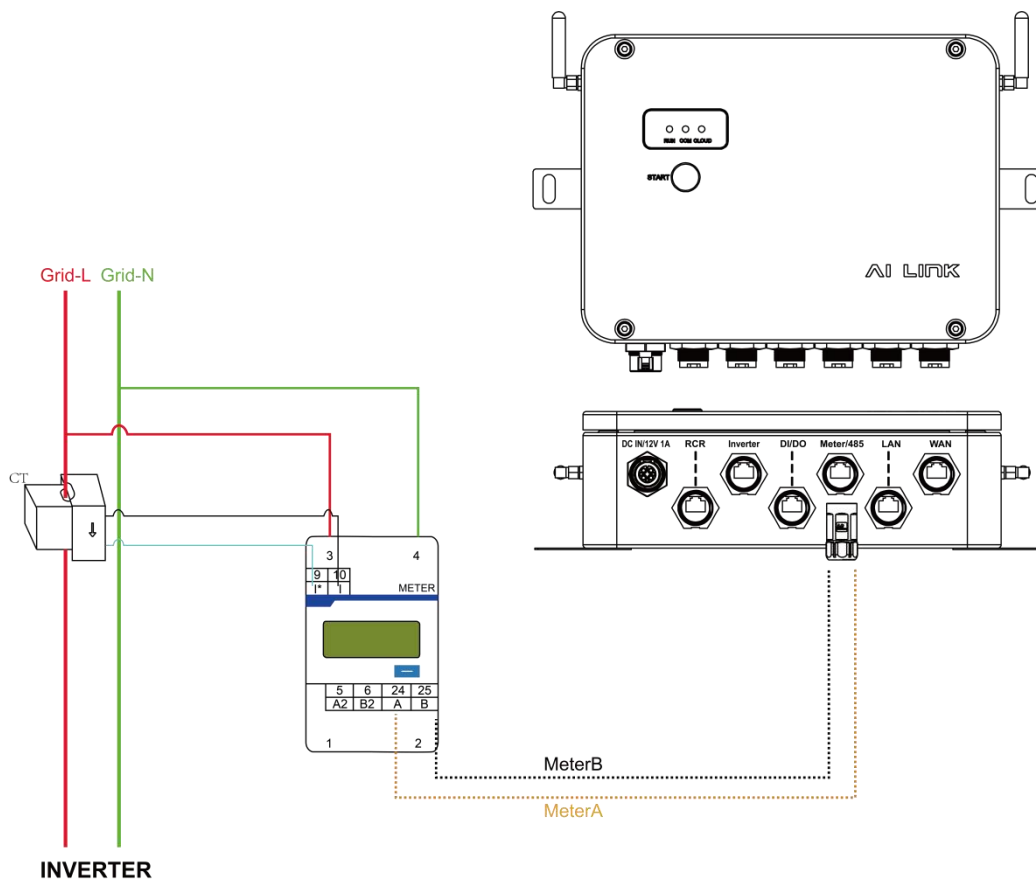 RUN COM CLOUD
START
AI LINK
Grid-L Grid-N
DC IN/12V 1A RCR Inverter DI/DO Meter/485 LAN WAN
CT
3 4
9 10
I* I
METER
5 6 24 25
A2 B2 A B
1 2
MeterB
MeterA
INVERTER